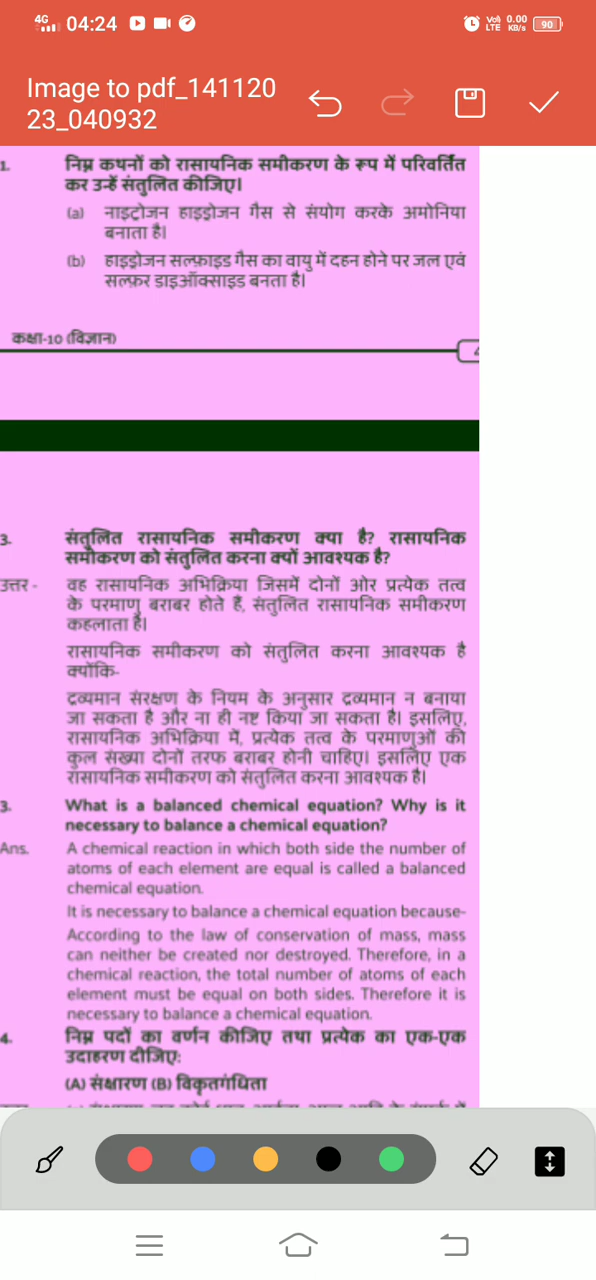 4G 04:24
VoD LTE 0.00 KB/s 90
Image to pdf_141120
23_040932
1. निम्न कथनों को रासायनिक समीकरण के रूप में परिवर्तित
कर उन्हें संतुलित कीजिए।
(a) नाइट्रोजन हाइड्रोजन गैस से संयोग करके अमोनिया
बनाता है।
(b) हाइड्रोजन सल्फ़ाइड गैस का वायु में दहन होने पर जल एवं
सल्फ़र डाइऑक्साइड बनता है।
कक्षा-10 (विज्ञान)
3. संतुलित रासायनिक समीकरण क्या है? रासायनिक
समीकरण को संतुलित करना क्यों आवश्यक है?
उत्तर - वह रासायनिक अभिक्रिया जिसमें दोनों ओर प्रत्येक तत्व
के परमाणु बराबर होते हैं, संतुलित रासायनिक समीकरण
कहलाता है।
रासायनिक समीकरण को संतुलित करना आवश्यक है
क्योंकि-
द्रव्यमान संरक्षण के नियम के अनुसार द्रव्यमान न बनाया
जा सकता है और ना ही नष्ट किया जा सकता है। इसलिए,
रासायनिक अभिक्रिया में, प्रत्येक तत्व के परमाणुओं की
कुल संख्या दोनों तरफ बराबर होनी चाहिए। इसलिए एक
रासायनिक समीकरण को संतुलित करना आवश्यक है।
3. What is a balanced chemical equation? Why is it
necessary to balance a chemical equation?
Ans. A chemical reaction in which both side the number of
atoms of each element are equal is called a balanced
chemical equation.
It is necessary to balance a chemical equation because-
According to the law of conservation of mass, mass
can neither be created nor destroyed. Therefore, in a
chemical reaction, the total number of atoms of each
element must be equal on both sides. Therefore it is
necessary to balance a chemical equation.
4. निम्न पदों का वर्णन कीजिए तथा प्रत्येक का एक-एक
उदाहरण दीजिए:
(A) संक्षारण (B) विकृतगंधिता